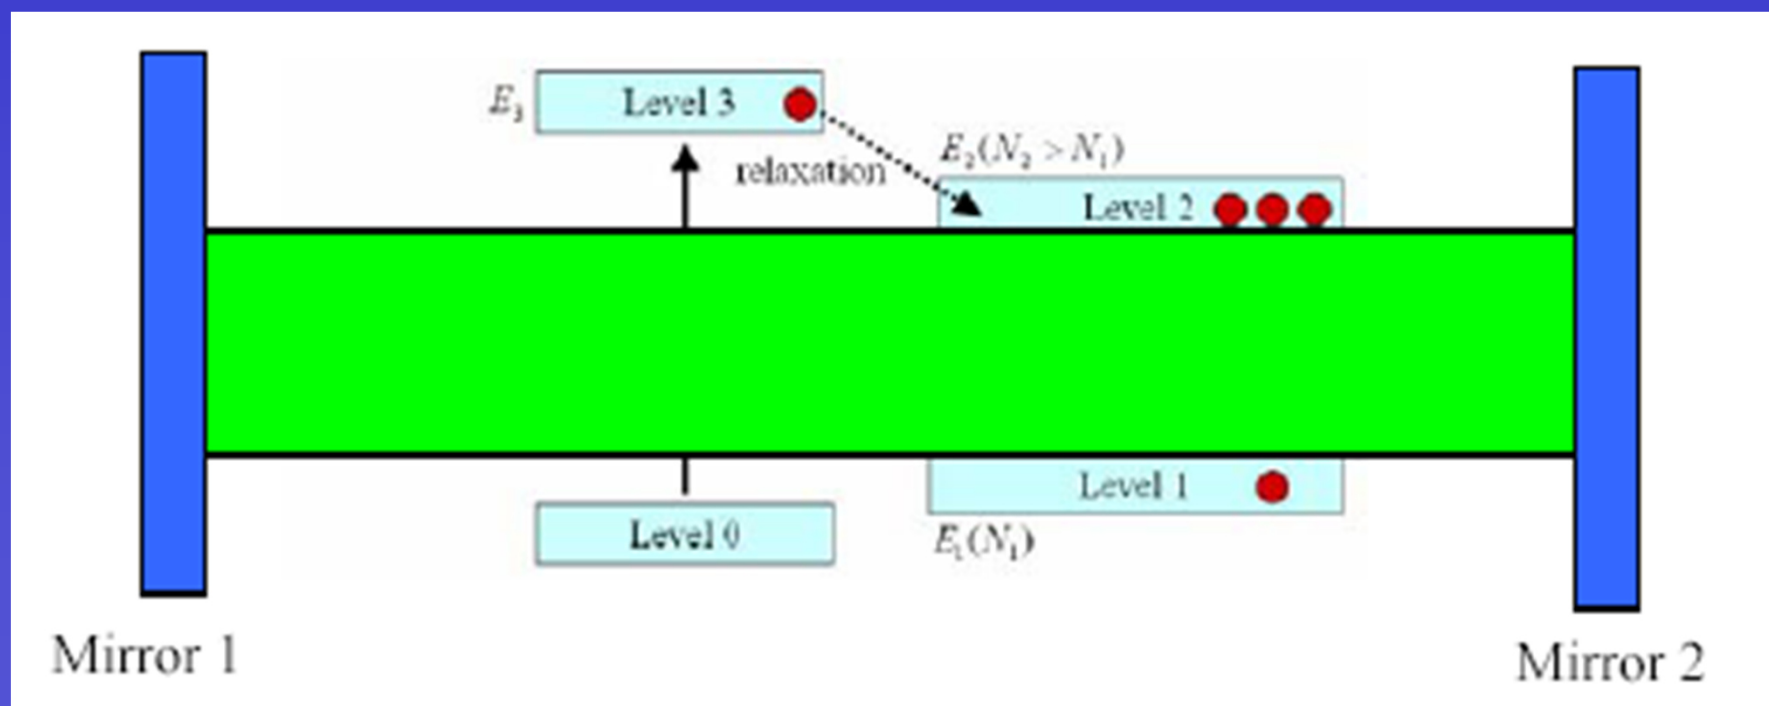 E₃
Level 3
relaxation
E₂(N₂ > N₁)
Level 2
Level 1
E₁(N₁)
Level 0
Mirror 1
Mirror 2